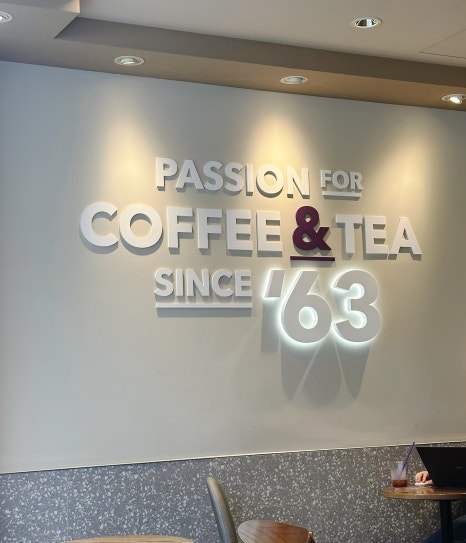 PASSION FOR
COFFEE & TEA
SINCE '63